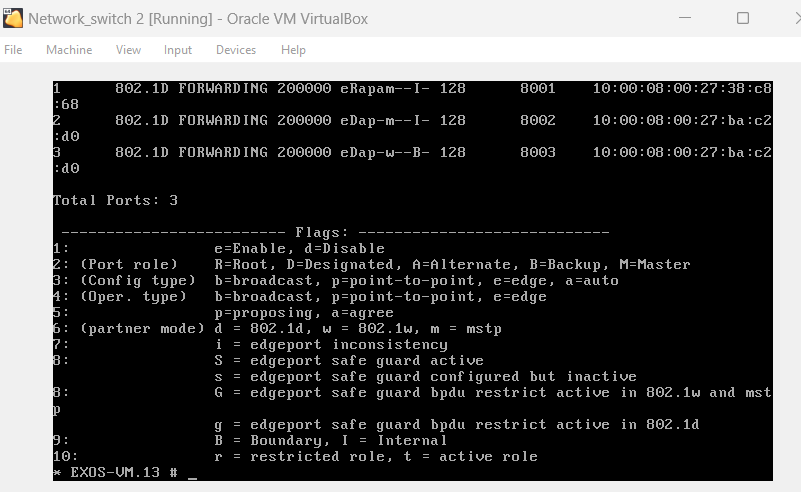 Network_switch 2 [Running] - Oracle VM VirtualBox
File Machine View Input Devices Help
1      802.1D FORWARDING 200000 eRapam--I- 128      8001    10:00:08:00:27:38:c8
:68
2      802.1D FORWARDING 200000 eDap-m--I- 128      8002    10:00:08:00:27:ba:c2
:d0
3      802.1D FORWARDING 200000 eDap-w--B- 128      8003    10:00:08:00:27:ba:c2
:d0
Total Ports: 3
------------------------- Flags: ----------------------------
1:                e=Enable, d=Disable
2: (Port role)    R=Root, D=Designated, A=Alternate, B=Backup, M=Master
3: (Config type)  b=broadcast, p=point-to-point, e=edge, a=auto
4: (Oper. type)   b=broadcast, p=point-to-point, e=edge
5:                p=proposing, a=agree
6: (partner mode) d = 802.1d, w = 802.1w, m = mstp
7:                i = edgeport inconsistency
8:                S = edgeport safe guard active
                  s = edgeport safe guard configured but inactive
8:                G = edgeport safe guard bpdu restrict active in 802.1w and mst
p
                  g = edgeport safe guard bpdu restrict active in 802.1d
9:                B = Boundary, I = Internal
10:               r = restricted role, t = active role
* EXOS-VM.13 # _